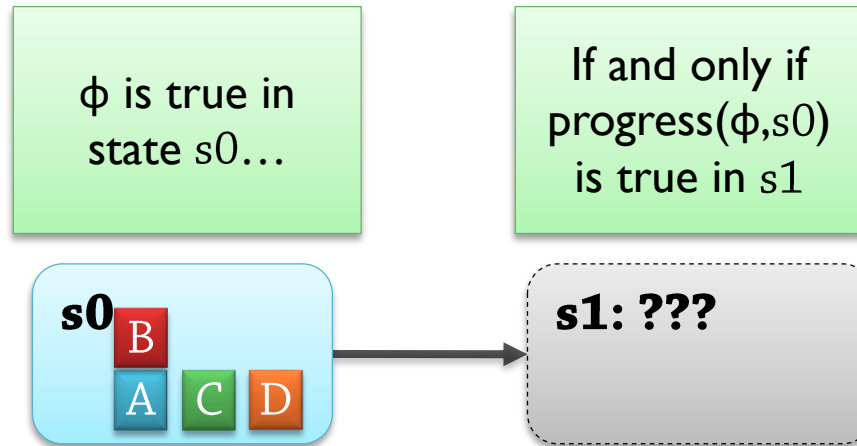 ϕ is true in
state s0…
If and only if
progress(ϕ,s0)
is true in s1
s0
B
A C D
s1: ???